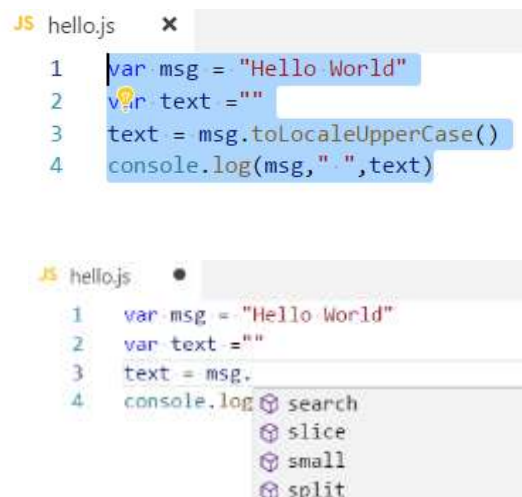 JS hello.js ×
1 var msg = "Hello World"
2 var text =""
3 text = msg.toLocaleUpperCase()
4 console.log(msg," ",text)
JS hello.js ●
1 var msg = "Hello World"
2 var text =""
3 text = msg.
4 console.log
search
slice
small
split